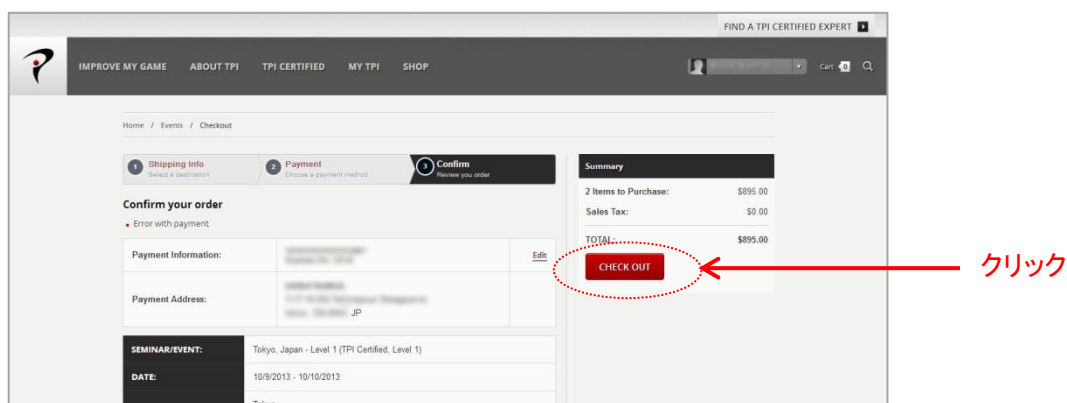 FIND A TPI CERTIFIED EXPERT
IMPROVE MY GAME ABOUT TPI TPI CERTIFIED MY TPI SHOP
Cart 0
Home / Events / Checkout
1 Shipping Info
Select a destination
2 Payment
Choose a payment method
3 Confirm
Review you order
Confirm your order
Error with payment
Payment Information:
Edit
Payment Address:
JP
SEMINAR/EVENT: Tokyo, Japan - Level 1 (TPI Certified, Level 1)
DATE: 10/9/2013 - 10/10/2013
Summary
2 Items to Purchase: $895.00
Sales Tax: $0.00
TOTAL: $895.00
CHECK OUT
クリック